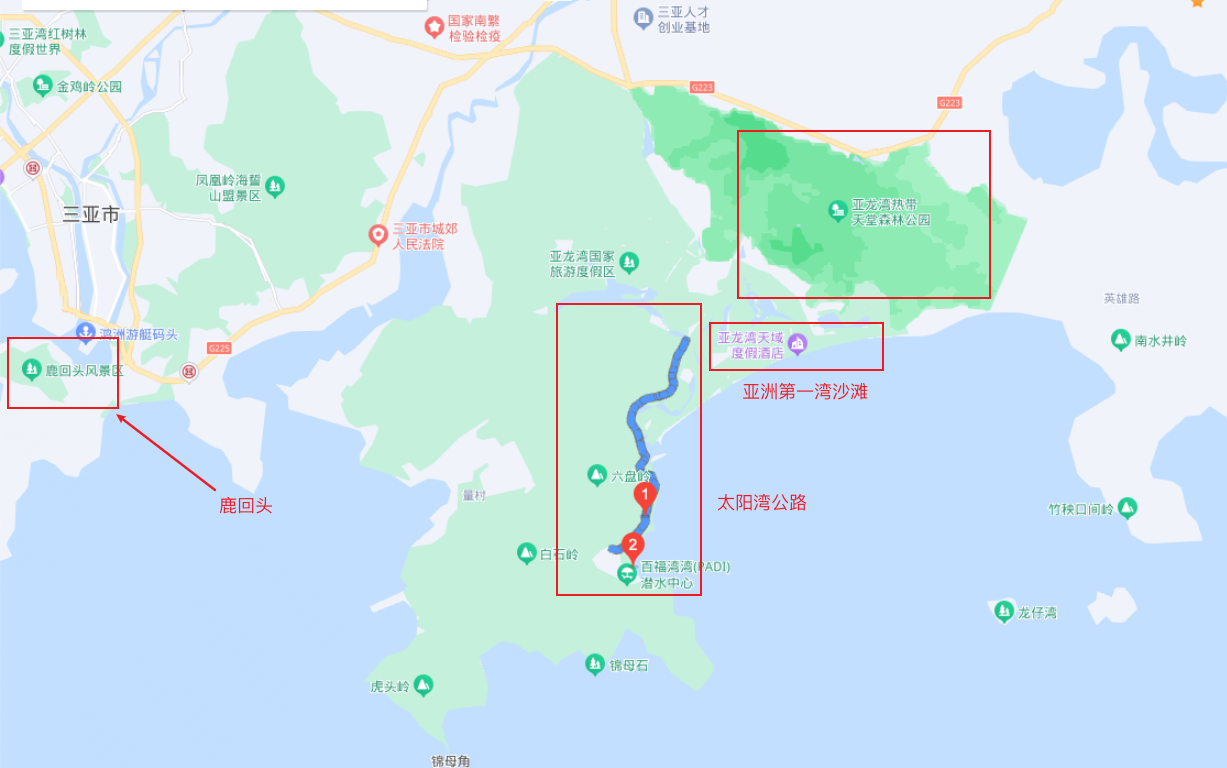 三亚湾红树林
度假世界
国家南繁
检验检疫
三亚人才
创业基地
金鸡岭公园
G223
G223
凤凰岭海誓
山盟景区
三亚市
三亚市城郊
人民法院
亚龙湾热带
天堂森林公园
亚龙湾国家
旅游度假区
英雄路
鸿洲游艇码头
G225
亚龙湾天域
度假酒店
南水井岭
鹿回头风景区
亚洲第一湾沙滩
六盘岭
1
量村
鹿回头
太阳湾公路
竹秧口间岭
2
白石岭
百福湾湾(PADI)
潜水中心
龙仔湾
锦母石
虎头岭
锦母角